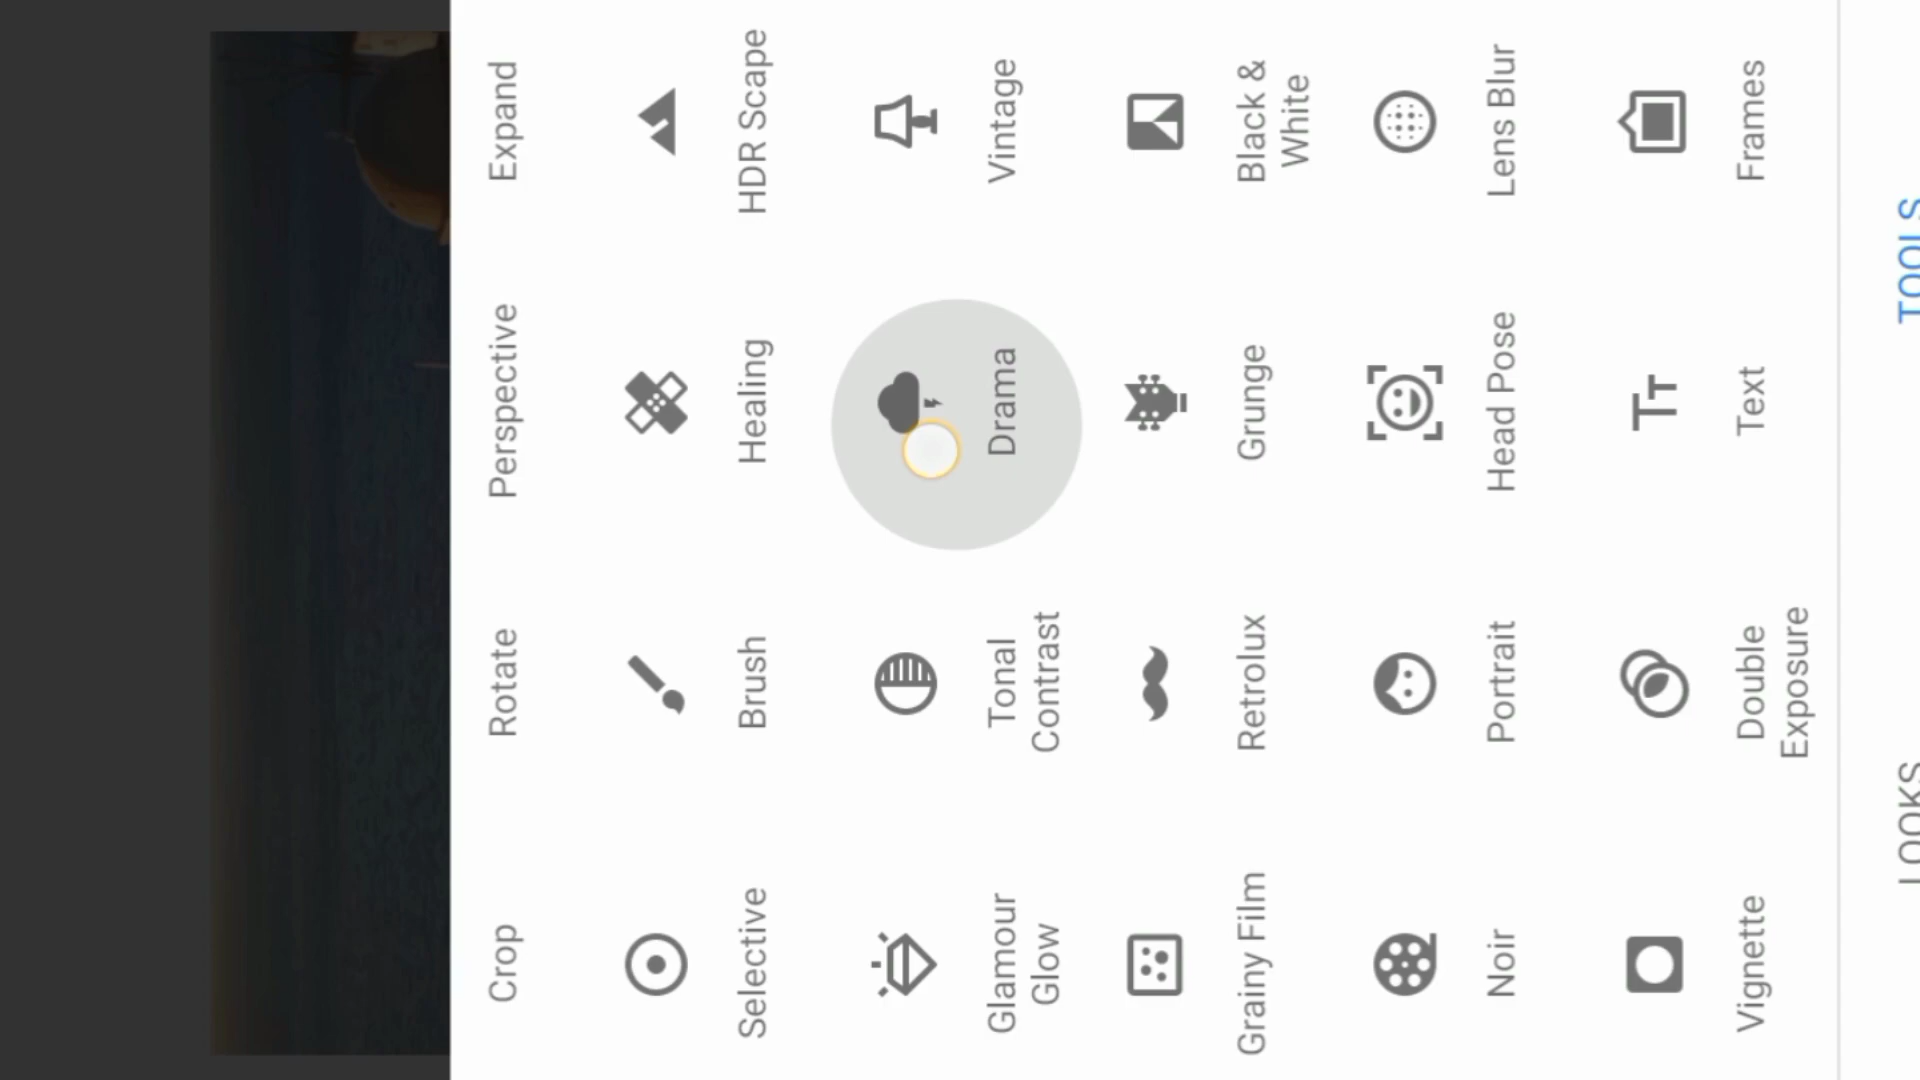 Crop
Rotate
Perspective
Expand
Selective
Brush
Healing
HDR Scape
Glamour
Glow
Tonal
Contrast
Drama
Vintage
Grainy Film
Retrolux
Grunge
Black &
White
Noir
Portrait
Head Pose
Lens Blur
Vignette
Double
Exposure
Text
Frames
LOOKS
TOOLS